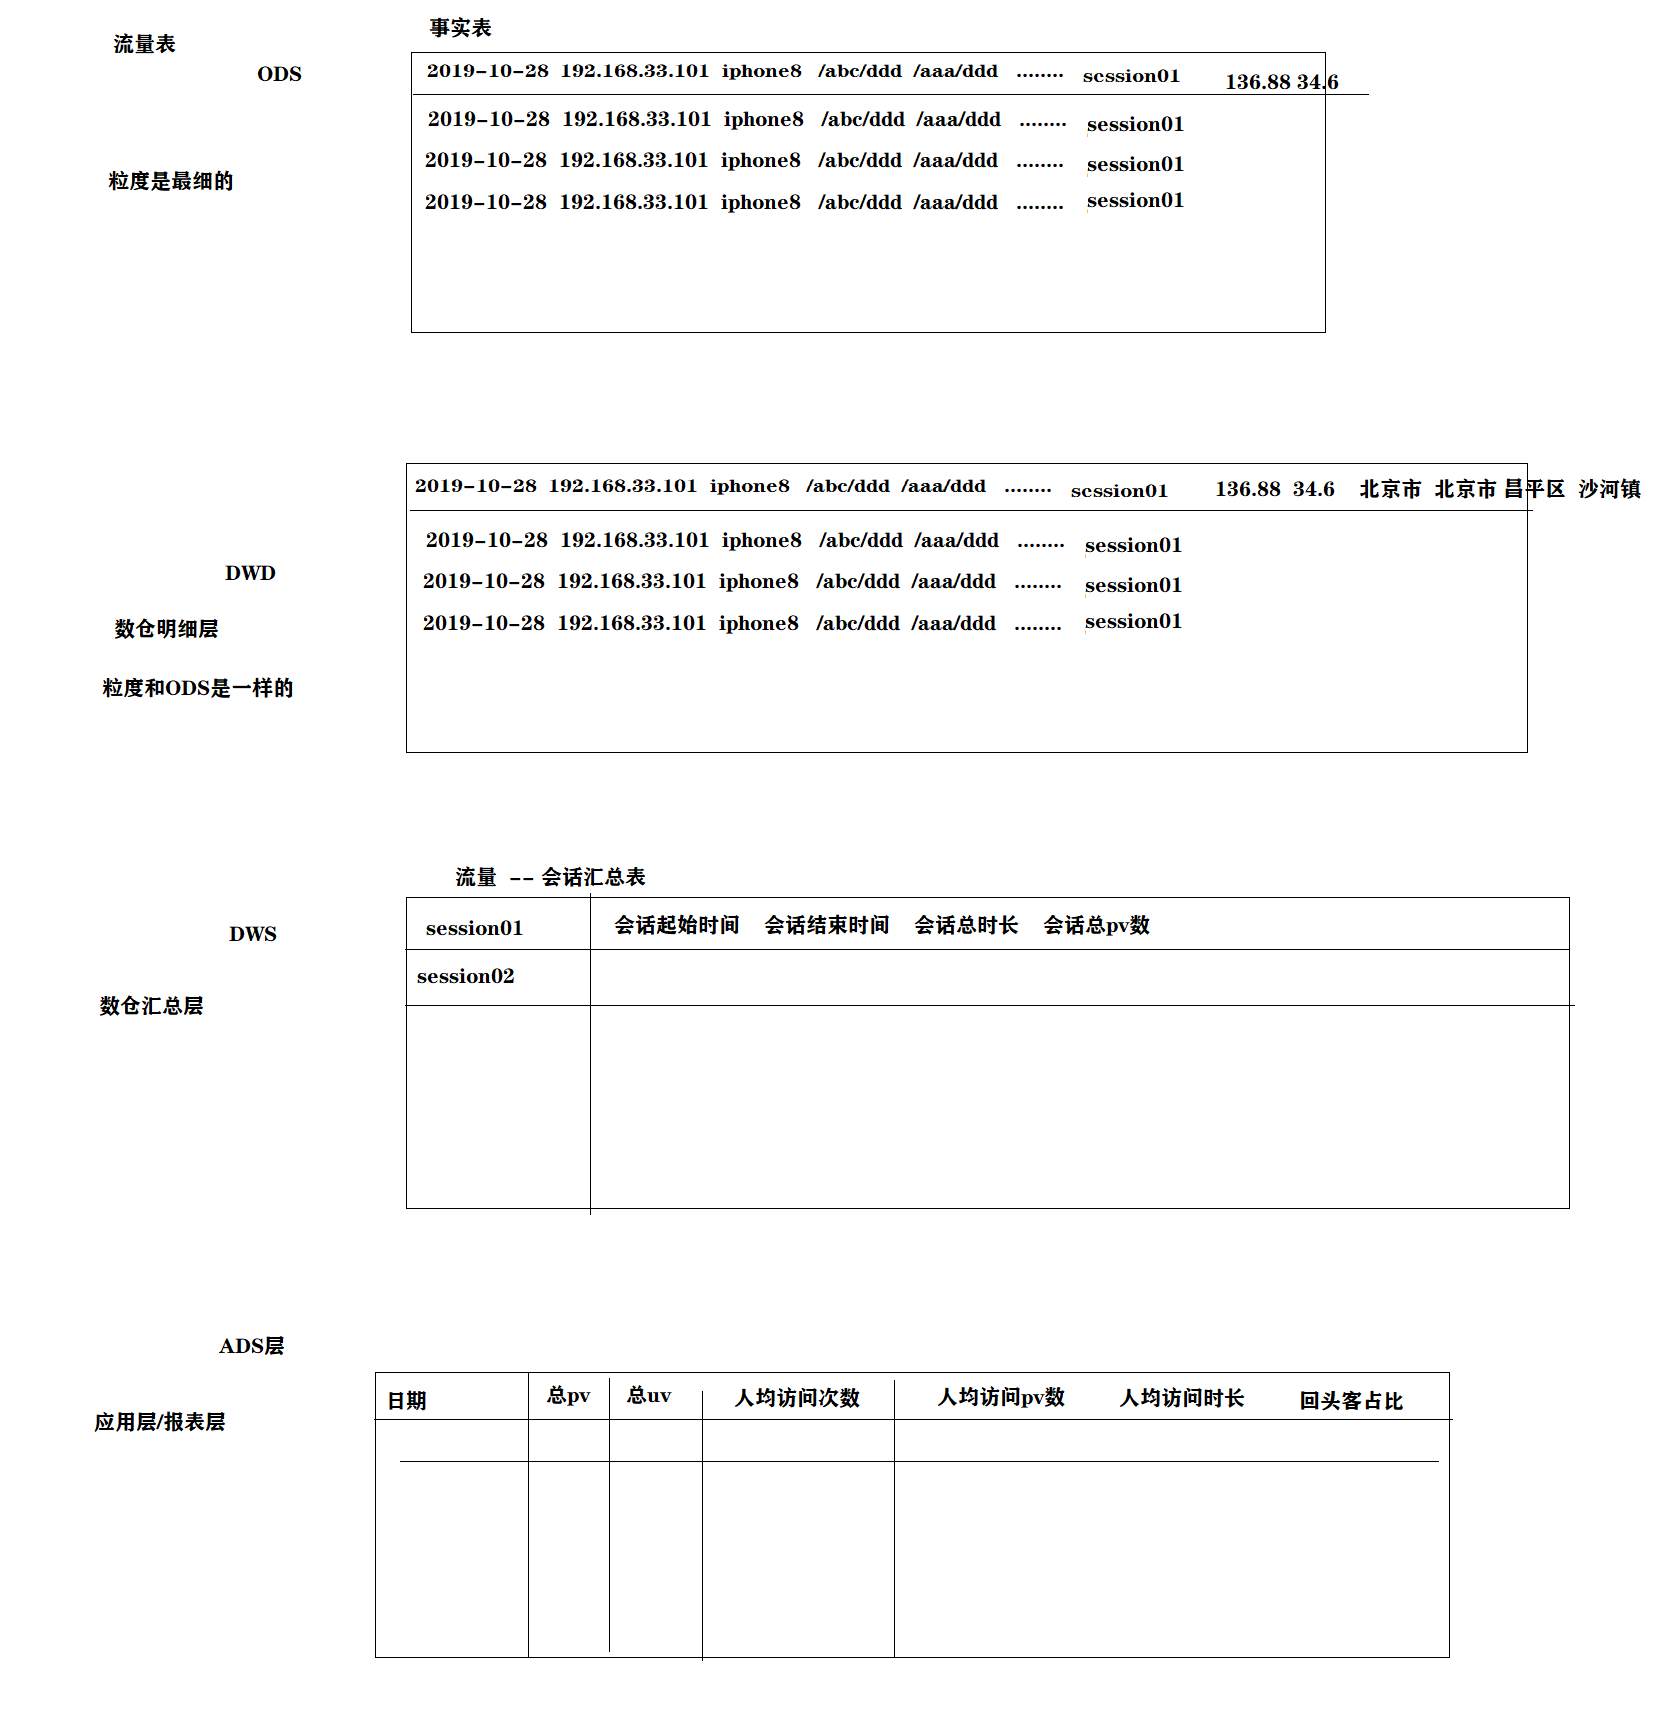 事实表
流量表
ODS
2019-10-28 192.168.33.101 iphone8 /abc/ddd /aaa/ddd ........ session01 136.88 34.6
2019-10-28 192.168.33.101 iphone8 /abc/ddd /aaa/ddd ........ session01
2019-10-28 192.168.33.101 iphone8 /abc/ddd /aaa/ddd ........ session01
粒度是最细的
2019-10-28 192.168.33.101 iphone8 /abc/ddd /aaa/ddd ........ session01
2019-10-28 192.168.33.101 iphone8 /abc/ddd /aaa/ddd ........ session01 136.88 34.6 北京市 北京市 昌平区 沙河镇
2019-10-28 192.168.33.101 iphone8 /abc/ddd /aaa/ddd ........ session01
DWD
2019-10-28 192.168.33.101 iphone8 /abc/ddd /aaa/ddd ........ session01
数仓明细层
2019-10-28 192.168.33.101 iphone8 /abc/ddd /aaa/ddd ........ session01
粒度和ODS是一样的
流量 -- 会话汇总表
DWS
session01 会话起始时间 会话结束时间 会话总时长 会话总pv数
session02
数仓汇总层
ADS层
应用层/报表层
日期 总pv 总uv 人均访问次数 人均访问pv数 人均访问时长 回头客占比